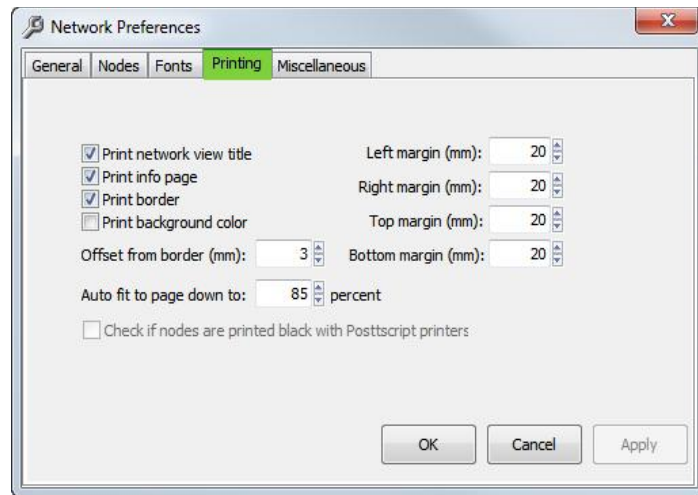 Network Preferences
General Nodes Fonts Printing Miscellaneous
Print network view title
Print info page
Print border
Print background color
Offset from border (mm): 3
Auto fit to page down to: 85 percent
Check if nodes are printed black with Posttscript printers
Left margin (mm): 20
Right margin (mm): 20
Top margin (mm): 20
Bottom margin (mm): 20
OK Cancel Apply